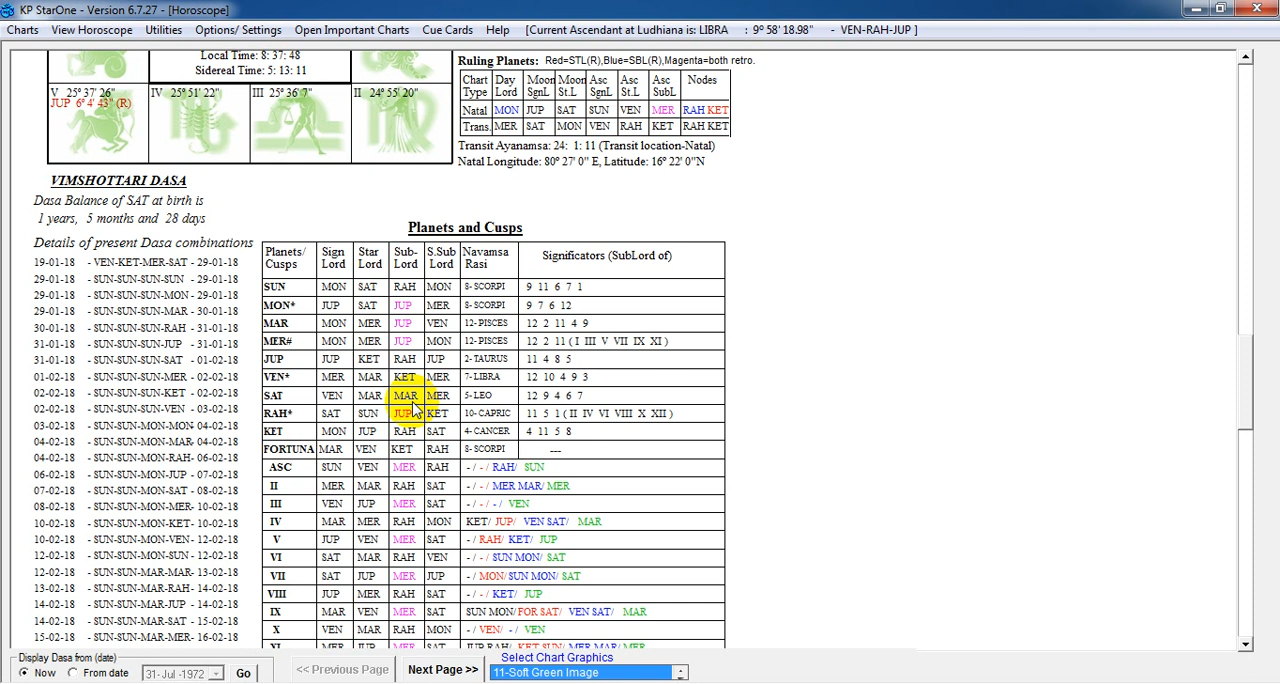 KP StarOne - Version 6.7.27 - [Horoscope]
Charts View Horoscope Utilities Options/ Settings Open Important Charts Cue Cards Help [Current Ascendant at Ludhiana is: LIBRA : 9° 58' 18.98" - VEN-RAH-JUP ]
Local Time: 8: 37: 48
Sidereal Time: 5: 13: 11
V 25° 37' 26" IV 25° 51' 22" III 25° 36' 7" II 24° 55' 20"
JUP 6° 4' 43" (R)
Ruling Planets: Red=STL(R),Blue=SBL(R),Magenta=both retro.
Chart Type Day Lord Moon SgnL Moon St.L Asc SgnL Asc St.L Asc SubL Nodes
Natal MON JUP SAT SUN VEN MER RAH KET
Trans. MER SAT MON VEN RAH KET RAH KET
Transit Ayanamsa: 24: 1: 11 (Transit location-Natal)
Natal Longitude: 80° 27' 0" E, Latitude: 16° 22' 0"N
VIMSHOTTARI DASA
Dasa Balance of SAT at birth is
1 years, 5 months and 28 days
Details of present Dasa combinations
19-01-18 - VEN-KET-MER-SAT - 29-01-18
29-01-18 - SUN-SUN-SUN-SUN - 29-01-18
29-01-18 - SUN-SUN-SUN-MON - 29-01-18
29-01-18 - SUN-SUN-SUN-MAR - 30-01-18
30-01-18 - SUN-SUN-SUN-RAH - 31-01-18
31-01-18 - SUN-SUN-SUN-JUP - 31-01-18
31-01-18 - SUN-SUN-SUN-SAT - 01-02-18
01-02-18 - SUN-SUN-SUN-MER - 02-02-18
02-02-18 - SUN-SUN-SUN-KET - 02-02-18
02-02-18 - SUN-SUN-SUN-VEN - 03-02-18
03-02-18 - SUN-SUN-MON-MON- 04-02-18
04-02-18 - SUN-SUN-MON-MAR- 04-02-18
04-02-18 - SUN-SUN-MON-RAH- 06-02-18
06-02-18 - SUN-SUN-MON-JUP - 07-02-18
07-02-18 - SUN-SUN-MON-SAT - 08-02-18
08-02-18 - SUN-SUN-MON-MER- 10-02-18
10-02-18 - SUN-SUN-MON-KET- 10-02-18
10-02-18 - SUN-SUN-MON-VEN - 12-02-18
12-02-18 - SUN-SUN-MON-SUN - 12-02-18
12-02-18 - SUN-SUN-MAR-MAR- 13-02-18
13-02-18 - SUN-SUN-MAR-RAH- 14-02-18
14-02-18 - SUN-SUN-MAR-JUP - 14-02-18
14-02-18 - SUN-SUN-MAR-SAT - 15-02-18
15-02-18 - SUN-SUN-MAR-MER- 16-02-18
Planets and Cusps
Planets/ Cusps Sign Lord Star Lord Sub-Lord S.Sub Lord Navamsa Rasi Significators (SubLord of)
SUN MON SAT RAH MON 8- SCORPI 9 11 6 7 1
MON* JUP SAT JUP MER 8- SCORPI 9 7 6 12
MAR MON MER JUP VEN 12- PISCES 12 2 11 4 9
MER# MON MER JUP MON 12- PISCES 12 2 11 ( I III V VII IX XI )
JUP JUP KET RAH JUP 2- TAURUS 11 4 8 5
VEN* MER MAR KET MER 7- LIBRA 12 10 4 9 3
SAT VEN MAR MAR MER 5- LEO 12 9 4 6 7
RAH* SAT SUN JUP KET 10- CAPRIC 11 5 1 ( II IV VI VIII X XII )
KET MON JUP RAH SAT 4- CANCER 4 11 5 8
FORTUNA MAR VEN KET RAH 8- SCORPI ---
ASC SUN VEN MER RAH - / - / RAH/ SUN
II MER MAR RAH SAT - / - / MER MAR/ MER
III VEN JUP MER SAT - / - / - / VEN
IV MAR MER RAH MON KET/ JUP/ VEN SAT/ MAR
V JUP VEN MER SAT - / RAH/ KET/ JUP
VI SAT MAR RAH VEN - / - / SUN MON/ SAT
VII SAT JUP MER JUP - / MON/ SUN MON/ SAT
VIII JUP MER RAH SAT - / - / KET/ JUP
IX MAR VEN MER SAT SUN MON/ FOR SAT/ VEN SAT/ MAR
X VEN MAR RAH MON - / VEN/ - / VEN
XI MER SUN MER SAT JUP RAH/ KET SUN/ MER MAR/ MER
Display Dasa from (date)
Now From date 31- Jul -1972 Go << Previous Page Next Page >>
Select Chart Graphics
11-Soft Green Image